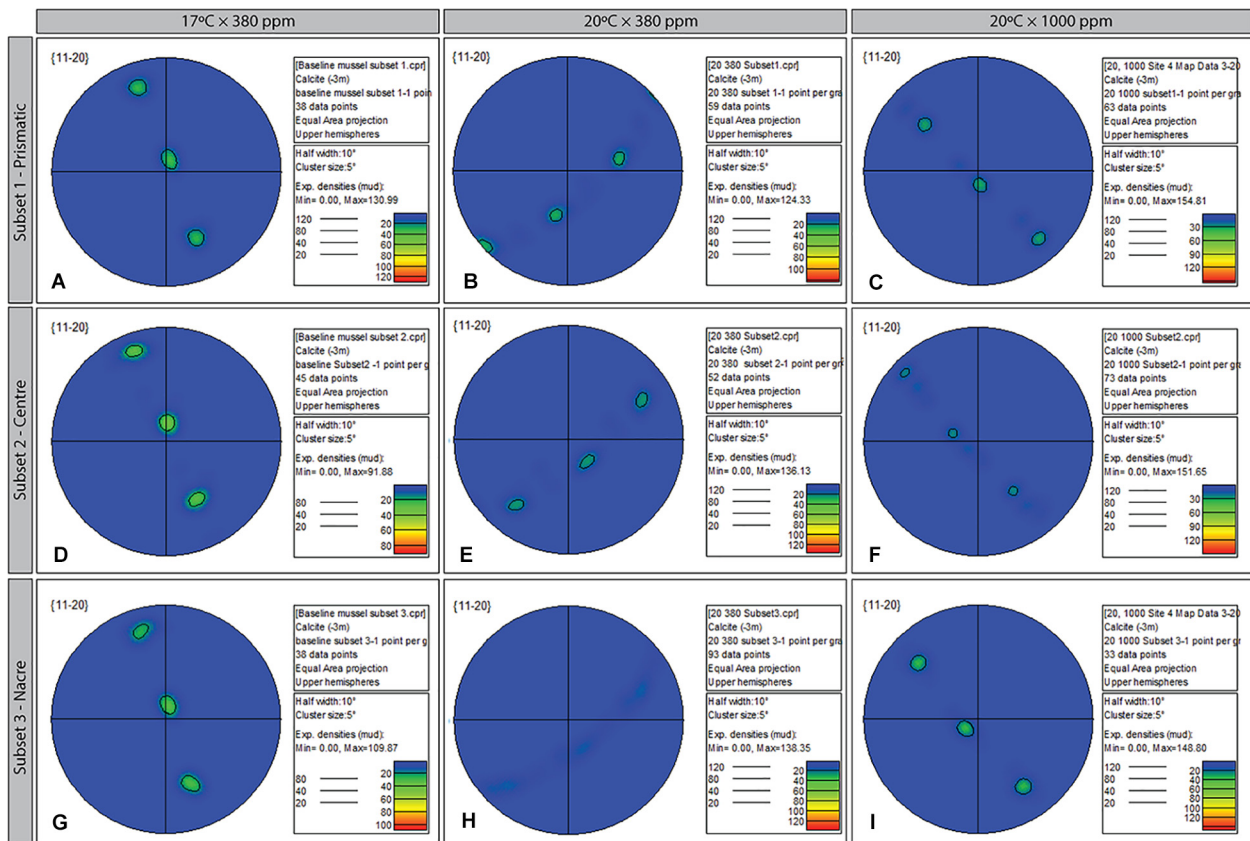 17ºC × 380 ppm
20ºC × 380 ppm
20ºC × 1000 ppm
Subset 1 - Prismatic
{11-20}
[Baseline mussel subset 1.cpr]
Calcite (-3m)
baseline mussel subset 1-1 poin
38 data points
Equal Area projection
Upper hemispheres
Half width:10°
Cluster size:5°
Exp. densities (mud):
Min= 0.00, Max=130.99
120
80
40
20
20
40
60
80
100
120
A
{11-20}
[20 380 Subset1.cpr]
Calcite (-3m)
20 380 subset 1-1 point per gra
59 data points
Equal Area projection
Upper hemispheres
Half width:10°
Cluster size:5°
Exp. densities (mud):
Min= 0.00, Max=124.33
120
80
40
20
20
40
60
80
100
B
{11-20}
[20, 1000 Site 4 Map Data 3-20
Calcite (-3m)
20 1000 subset1-1 point per gra
63 data points
Equal Area projection
Upper hemispheres
Half width:10°
Cluster size:5°
Exp. densities (mud):
Min= 0.00, Max=154.81
120
80
40
20
30
60
90
120
C
Subset 2 - Centre
{11-20}
[Baseline mussel subset 2.cpr]
Calcite (-3m)
baseline Subset2 -1 point per g
45 data points
Equal Area projection
Upper hemispheres
Half width:10°
Cluster size:5°
Exp. densities (mud):
Min= 0.00, Max=91.88
80
40
20
20
40
60
80
D
{11-20}
[20 380 Subset2.cpr]
Calcite (-3m)
20 380 subset 2-1 point per gra
52 data points
Equal Area projection
Upper hemispheres
Half width:10°
Cluster size:5°
Exp. densities (mud):
Min= 0.00, Max=136.13
120
80
40
20
20
40
60
80
100
120
E
{11-20}
[20 1000 Subset2.cpr]
Calcite (-3m)
20 1000 Subset2-1 point per gra
73 data points
Equal Area projection
Upper hemispheres
Half width:10°
Cluster size:5°
Exp. densities (mud):
Min= 0.00, Max=151.65
120
80
40
20
30
60
90
120
F
Subset 3 - Nacre
{11-20}
[Baseline mussel subset 3.cpr]
Calcite (-3m)
baseline subset 3-1 point per g
38 data points
Equal Area projection
Upper hemispheres
Half width:10°
Cluster size:5°
Exp. densities (mud):
Min= 0.00, Max=109.87
80
40
20
20
40
60
80
100
G
{11-20}
[20 380 Subset3.cpr]
Calcite (-3m)
20 380 subset 3-1 point per gra
93 data points
Equal Area projection
Upper hemispheres
Half width:10°
Cluster size:5°
Exp. densities (mud):
Min= 0.00, Max=138.35
120
80
40
20
20
40
60
80
100
120
H
{11-20}
[20, 1000 Site 4 Map Data 3-20
Calcite (-3m)
20 1000 Subset 3-1 point per gr
33 data points
Equal Area projection
Upper hemispheres
Half width:10°
Cluster size:5°
Exp. densities (mud):
Min= 0.00, Max=148.80
120
80
40
20
20
40
60
80
100
120
I